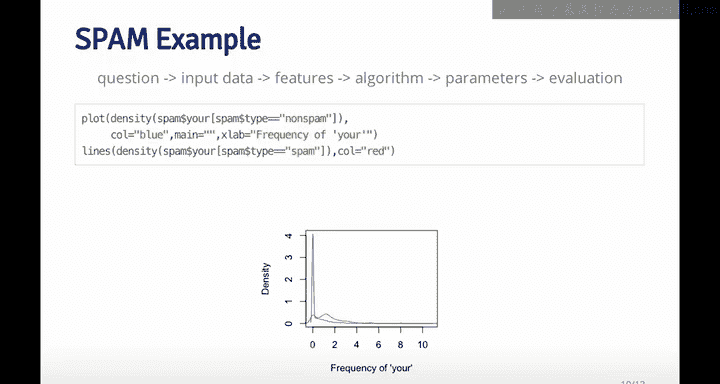 SPAM Example
question -> input data -> features -> algorithm -> parameters -> evaluation
plot(density(spam$your[spam$type=="nonspam"]),
col="blue",main="",xlab="Frequency of 'your'")
lines(density(spam$your[spam$type=="spam"]),col="red")
4
3
2
1
0
Density
0 2 4 6 8 10
Frequency of 'your'